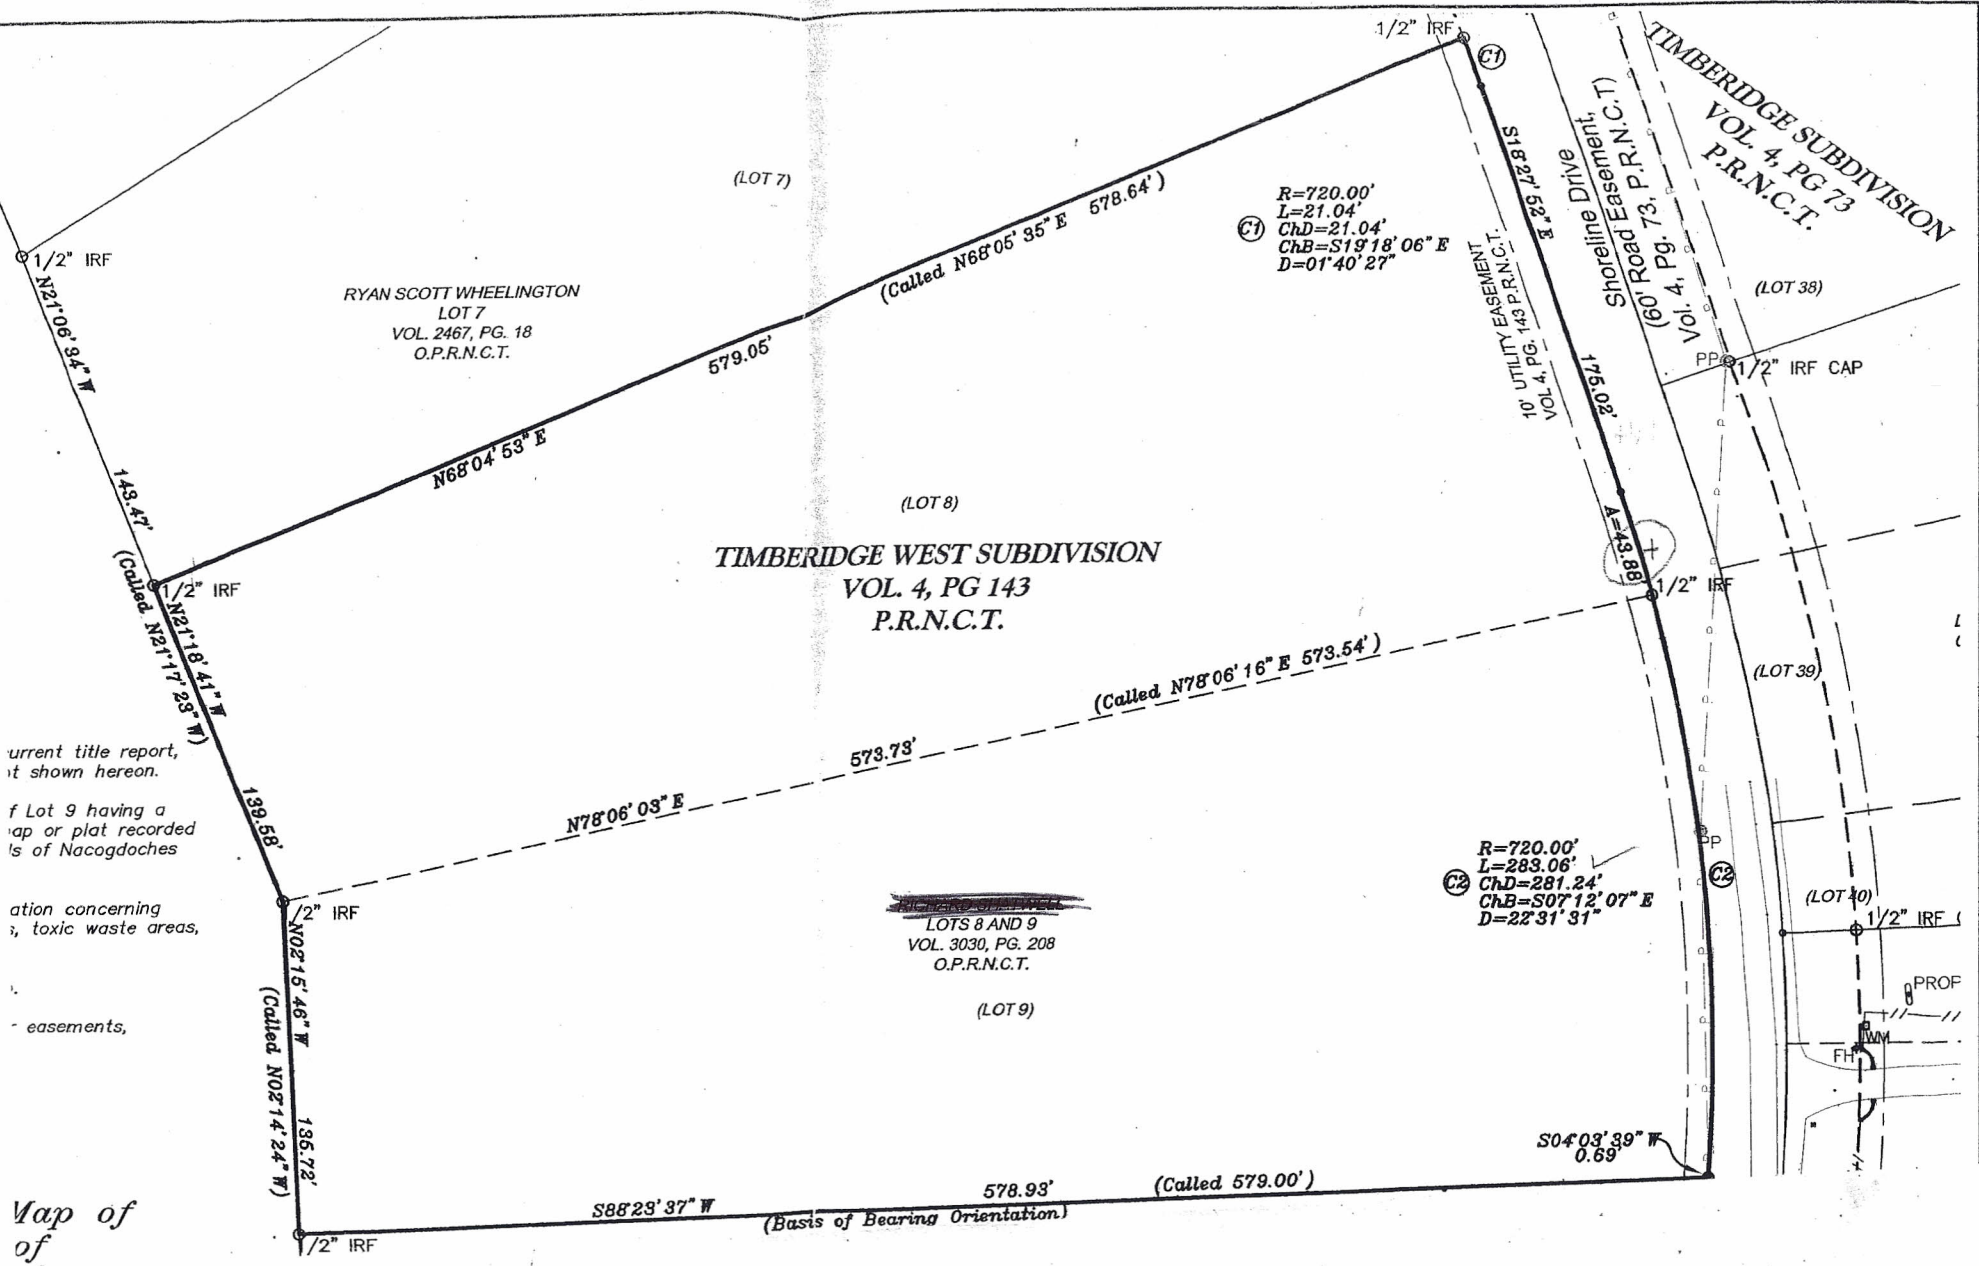 1/2" IRF
C1
TIMBERIDGE SUBDIVISION
VOL. 4, PG 73
P.R.N.C.T.
Shoreline Drive,
Shoreline Easement,
(60' Road Easement,
Vol. 4, Pg. 73, P.R.N.C.T)
S18°27'52"E
175.02'
10' UTILITY EASEMENT
VOL 4, PG. 143 P.R.N.C.T.
(LOT 7)
C1
R=720.00'
L=21.04'
ChD=21.04'
ChB=S19°18'06"E
D=01°40'27"
(Called N68°05'35"E 578.64')
1/2" IRF
N21°06'34"W
143.47'
RYAN SCOTT WHEELINGTON
LOT 7
VOL. 2467, PG. 18
O.P.R.N.C.T.
579.05'
N68°04'53"E
(LOT 38)
PP
1/2" IRF CAP
(LOT 8)
TIMBERIDGE WEST SUBDIVISION
VOL. 4, PG 143
P.R.N.C.T.
A=43.88'
1/2" IRF
1/2" IRF
N21°18'41"W
(Called N21°17'23"W)
139.58'
(Called N78°06'16"E 573.54')
573.73'
N78°06'03"E
(LOT 39)
urrent title report,
t shown hereon.
f Lot 9 having a
ap or plat recorded
's of Nacogdoches
ation concerning
s, toxic waste areas,
easements,
PP
C2
R=720.00'
L=283.06'
ChD=281.24'
ChB=S07°12'07"E
D=22°31'31"
C2
(LOT 40)
1/2" IRF
/2" IRF
LOTS 8 AND 9
VOL. 3030, PG. 208
O.P.R.N.C.T.
(LOT 9)
N02°15'46"W
(Called N02°14'24"W)
135.72'
PROP
WM
FH
S04°03'39"W
0.69'
578.93'
(Called 579.00')
S88°23'37"W
(Basis of Bearing Orientation)
/2" IRF
Map of
of